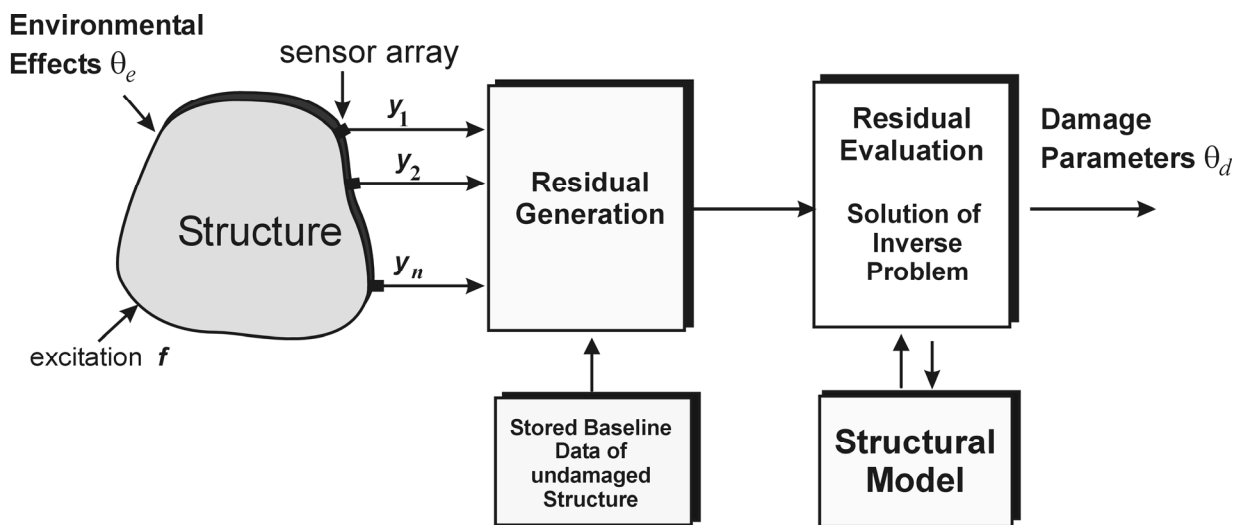 Environmental
Effects θe
sensor array
y1
y2
yn
Structure
excitation f
Residual
Generation
Stored Baseline
Data of
undamaged
Structure
Residual
Evaluation
Solution of
Inverse
Problem
Structural
Model
Damage
Parameters θd